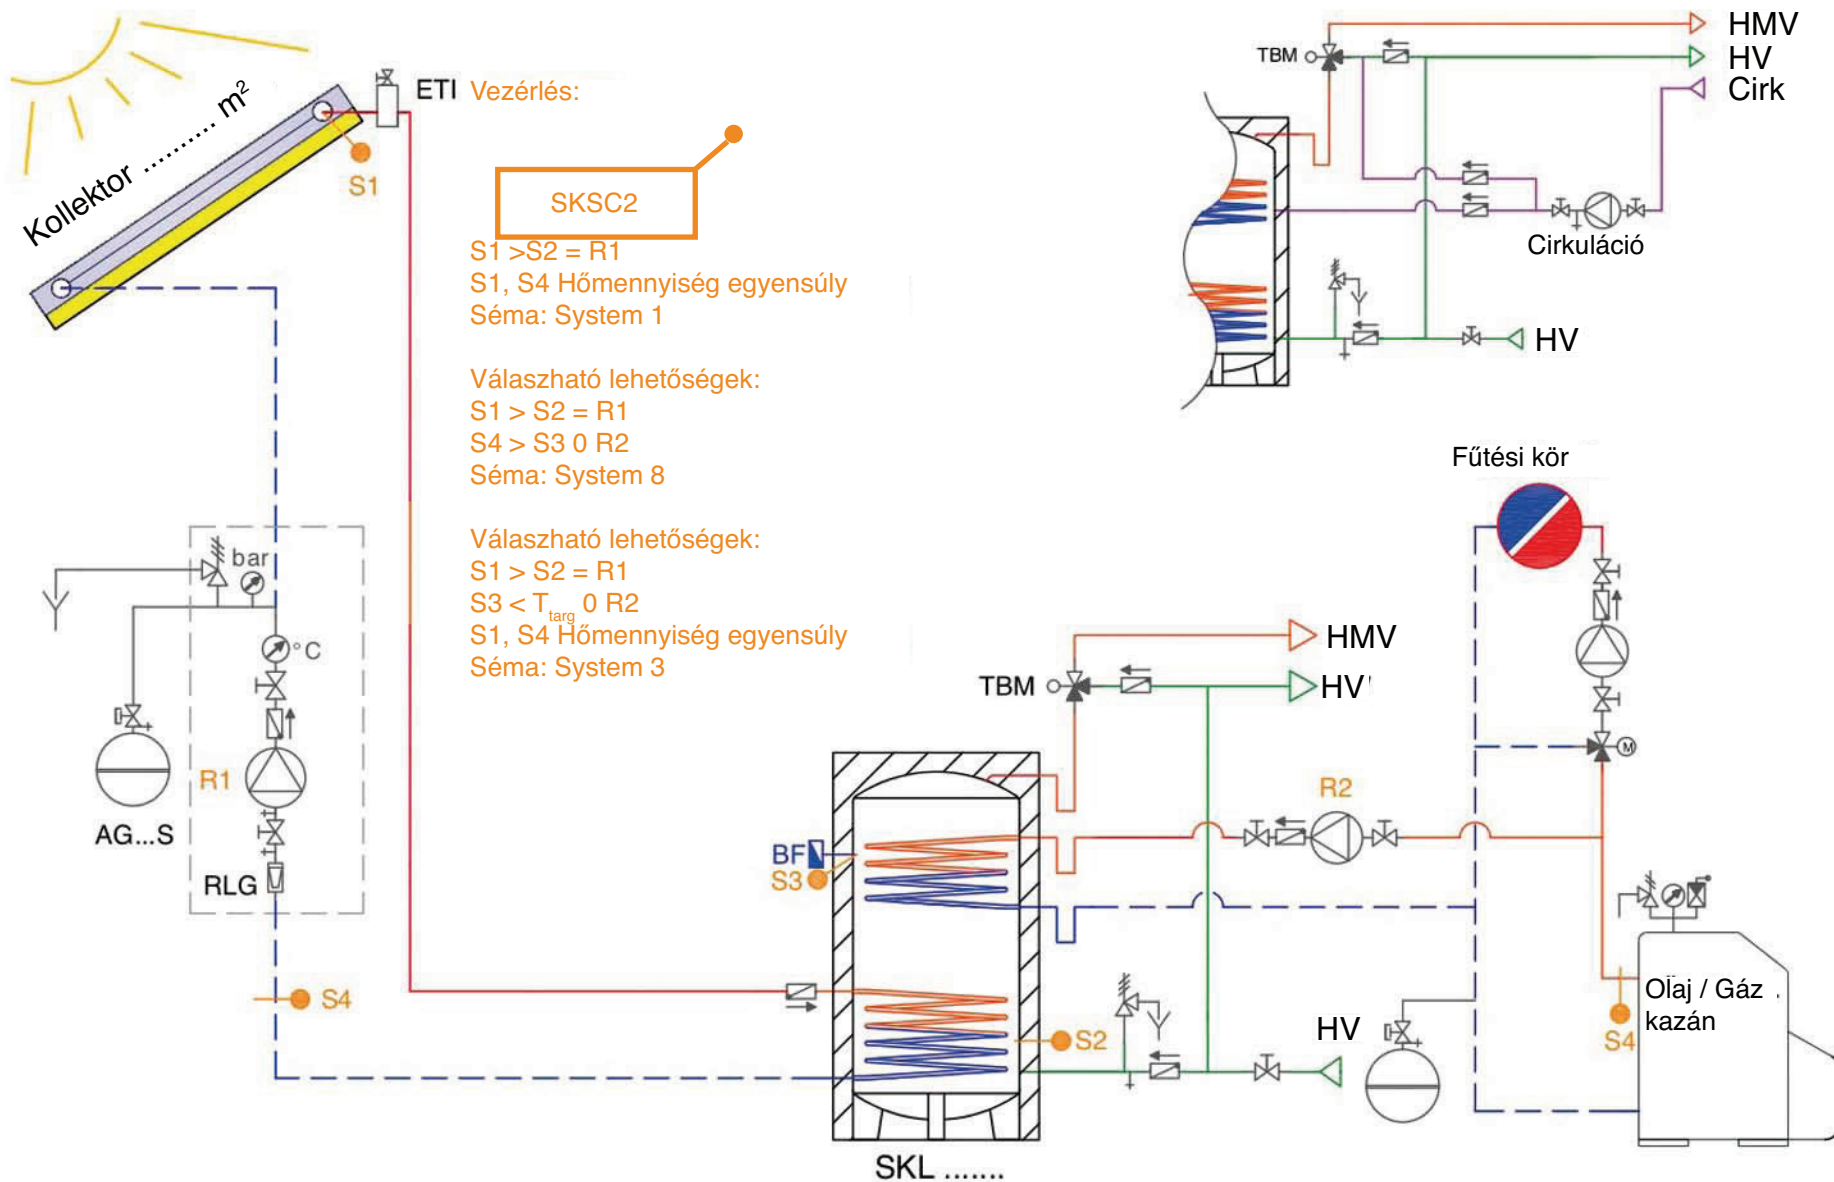 Kollektor .......... m²
ETI
S1
Vezérlés:
SKSC2
S1 >S2 = R1
S1, S4 Hőmennyiség egyensúly
Séma: System 1
Válaszható lehetőségek:
S1 > S2 = R1
S4 > S3 0 R2
Séma: System 8
Válaszható lehetőségek:
S1 > S2 = R1
S3 < Ttarg 0 R2
S1, S4 Hőmennyiség egyensúly
Séma: System 3
HMV
TBM
HV
Cirk
Cirkuláció
HV
Fűtési kör
bar
°C
R1
AG...S
RLG
S4
HMV
TBM
HV
M
R2
BF
S3
S2
HV
Olaj / Gáz
kazán
S4
SKL .......